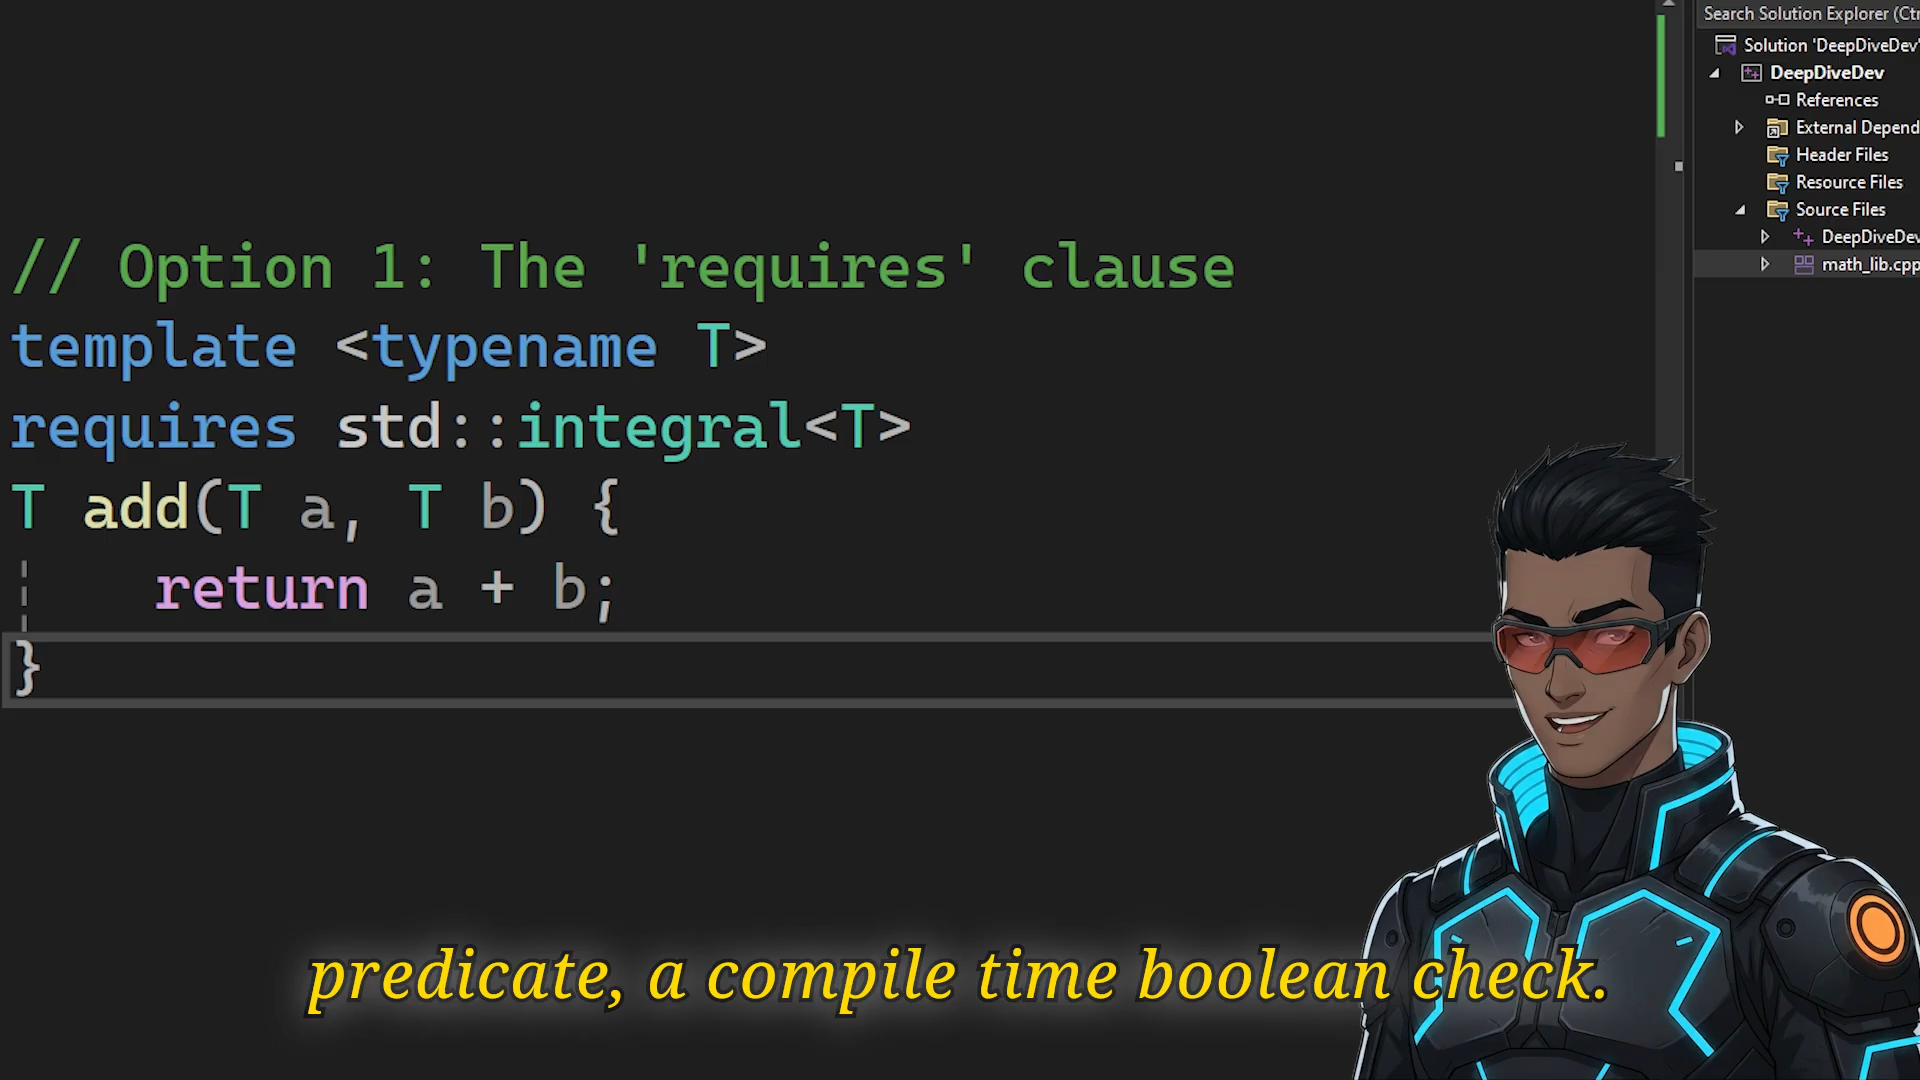 // Option 1: The 'requires' clause
template <typename T>
requires std::integral<T>
T add(T a, T b) {
    return a + b;
}
predicate, a compile time boolean check.
Search Solution Explorer (Ctr
Solution 'DeepDiveDev'
DeepDiveDev
References
External Depend
Header Files
Resource Files
Source Files
DeepDiveDev
math_lib.cpp